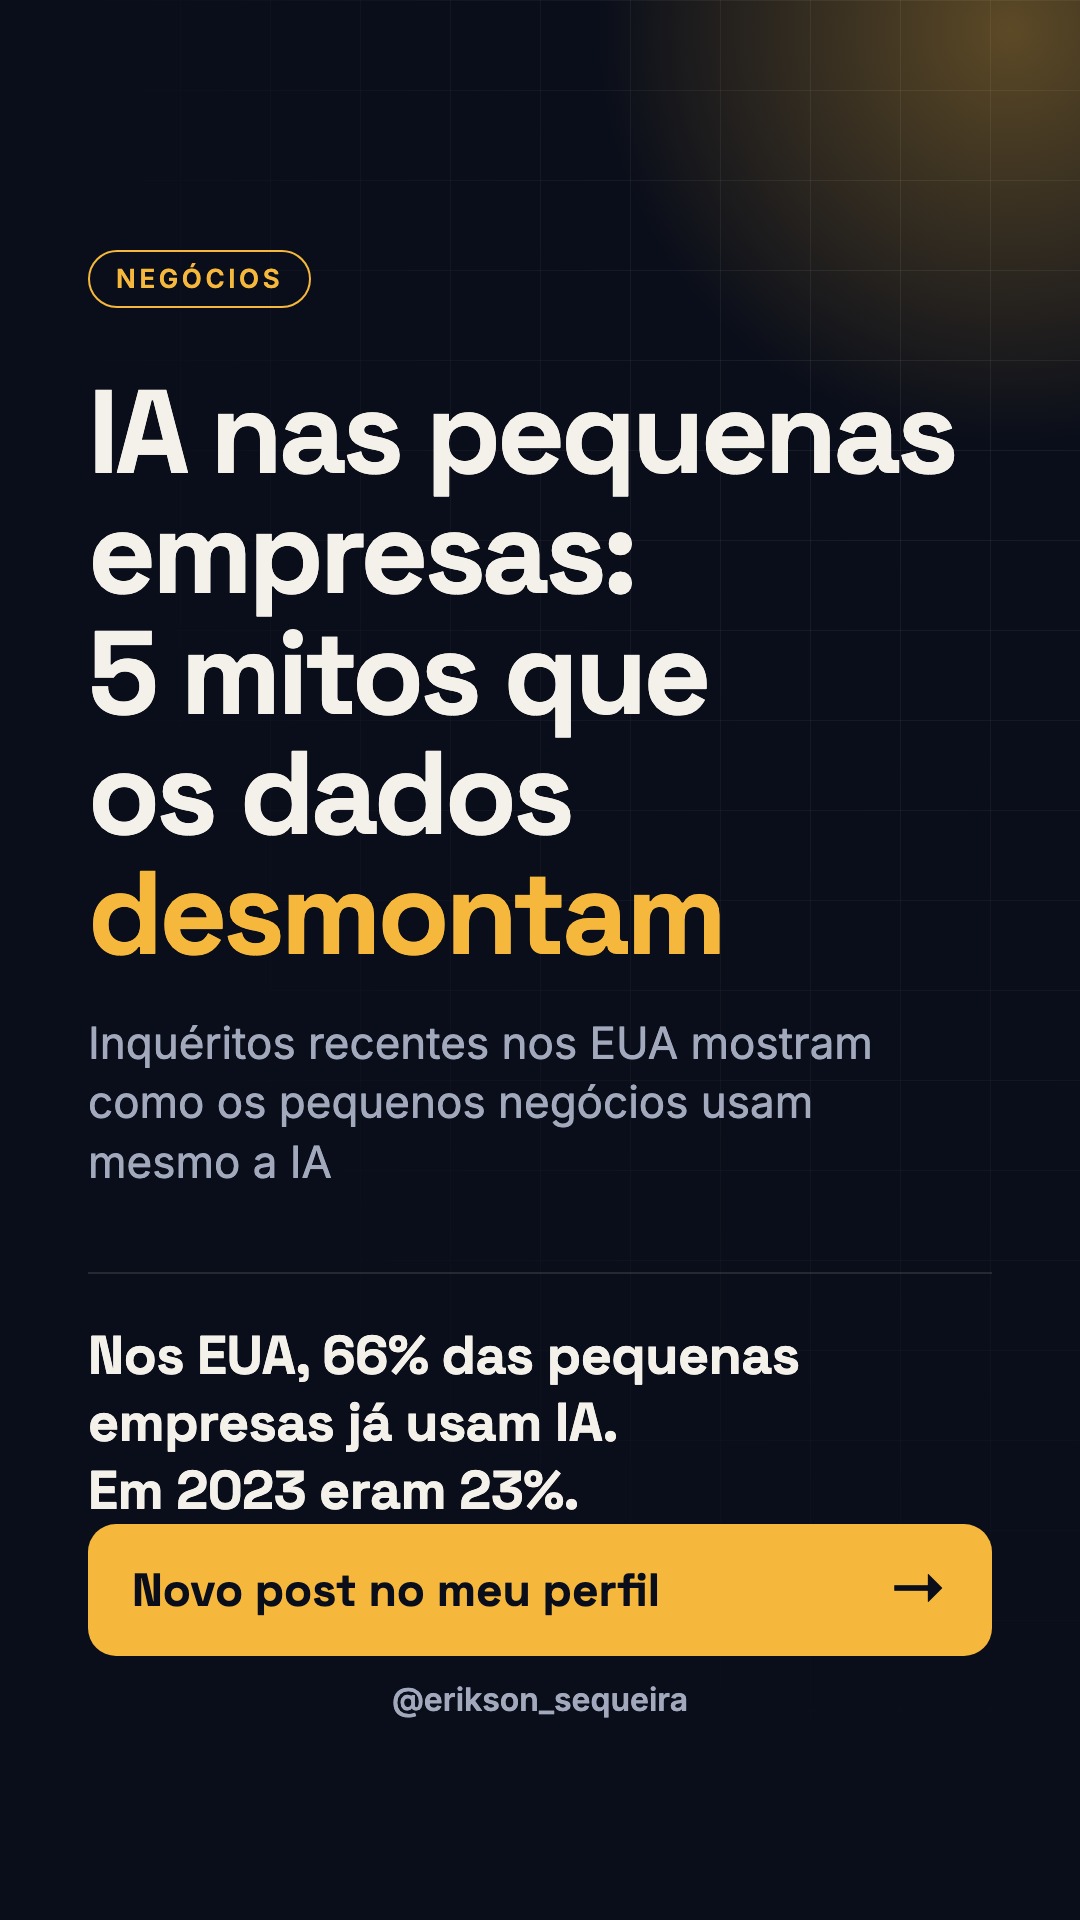 NEGÓCIOS
IA nas pequenas
empresas:
5 mitos que
os dados
desmontam
Inquéritos recentes nos EUA mostram
como os pequenos negócios usam
mesmo a IA
Nos EUA, 66% das pequenas
empresas já usam IA.
Em 2023 eram 23%.
Novo post no meu perfil →
@erikson_sequeira